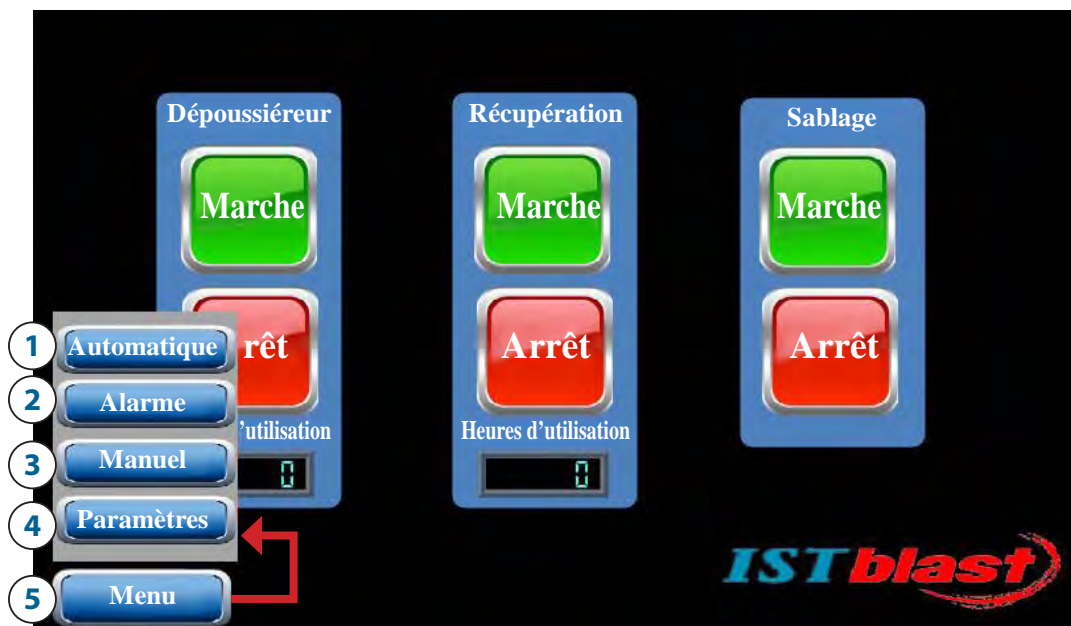 Dépoussiéreur
Marche
rêt
’utilisation
0
Récupération
Marche
Arrêt
Heures d’utilisation
0
Sablage
Marche
Arrêt
1
Automatique
2
Alarme
3
Manuel
4
Paramètres
5
Menu
ISTblast